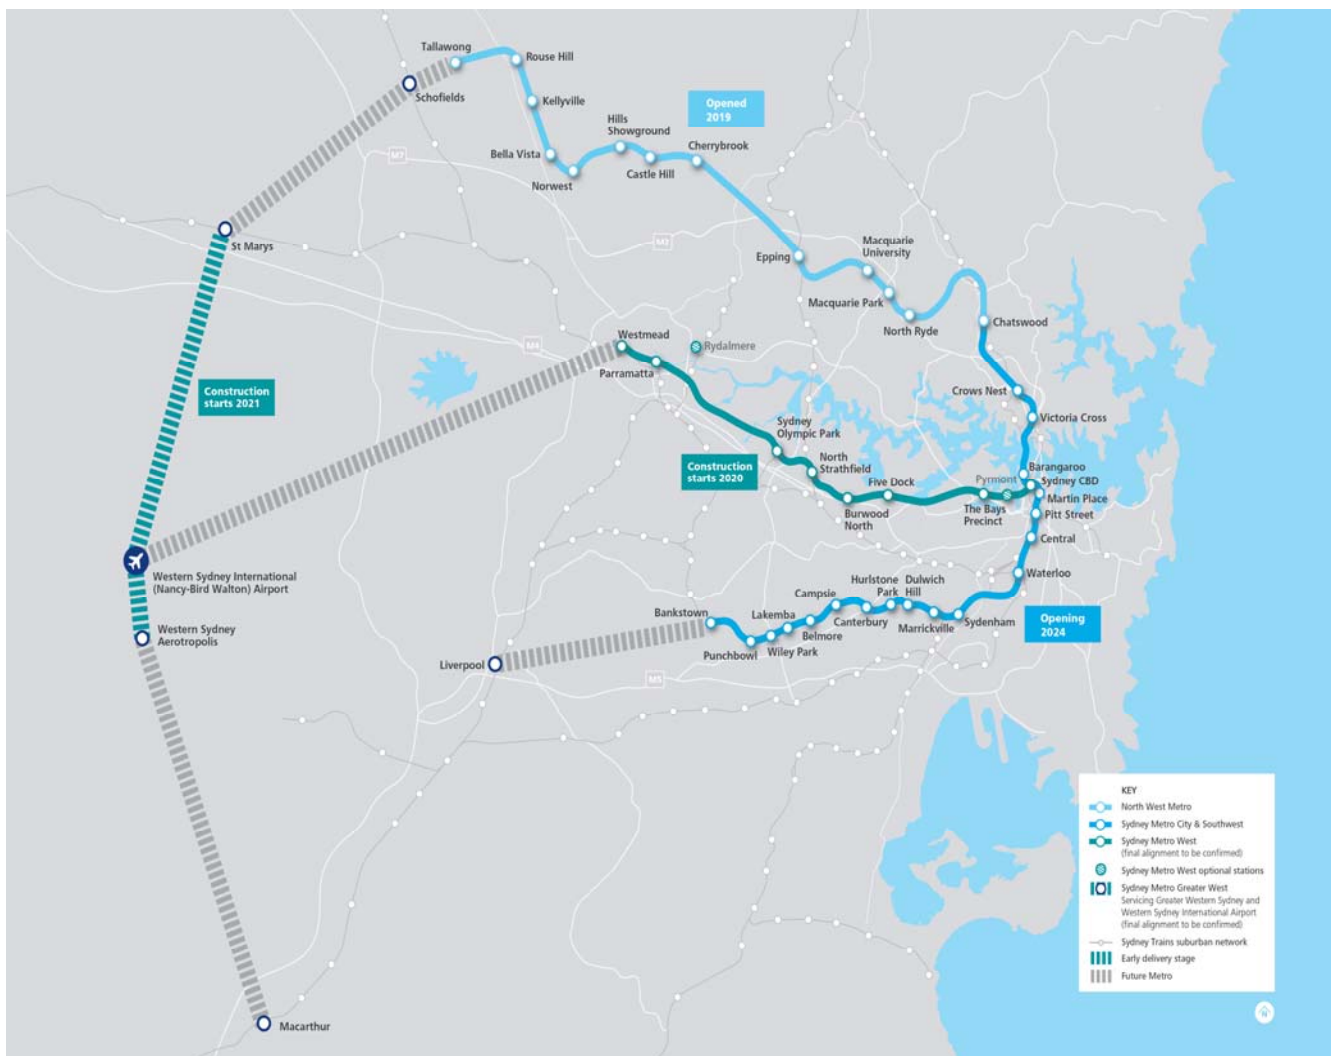 Tallawong
Rouse Hill
Schofields
Kellyville
Opened
2019
Hills
Showground
Cherrybrook
M7
Bella Vista
Castle Hill
Norwest
St Marys
M2
Macquarie
University
Epping
Macquarie Park
North Ryde
Chatswood
Westmead
Rydalmere
M4
Parramatta
Construction
starts 2021
Crows Nest
Victoria Cross
Sydney
Olympic Park
North
Strathfield
Construction
starts 2020
Barangaroo
Pyrmont
Sydney CBD
Five Dock
Martin Place
The Bays
Precinct
Burwood
North
Pitt Street
Central
Western Sydney International
(Nancy-Bird Walton) Airport
Waterloo
Hurlstone
Park
Dulwich
Hill
Campsie
Bankstown
Lakemba
Canterbury
Belmore
Marrickville
Sydenham
Opening
2024
Western Sydney
Aerotropolis
Punchbowl
Wiley Park
Liverpool
M5
KEY
North West Metro
Sydney Metro City & Southwest
Sydney Metro West
(final alignment to be confirmed)
Sydney Metro West optional stations
Sydney Metro Greater West
Servicing Greater Western Sydney and
Western Sydney International Airport
(final alignment to be confirmed)
Sydney Trains suburban network
Early delivery stage
Future Metro
N
Macarthur